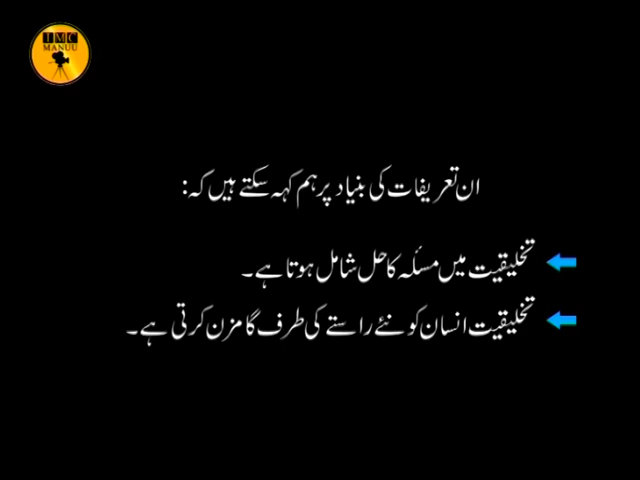 IMC
MANUU
ان تعریفات کی بنیاد پر ہم کہہ سکتے ہیں کہ:
تخلیقیت میں مسئلہ کا حل شامل ہوتا ہے۔
تخلیقیت انسان کو نئے راستے کی طرف گامزن کرتی ہے۔